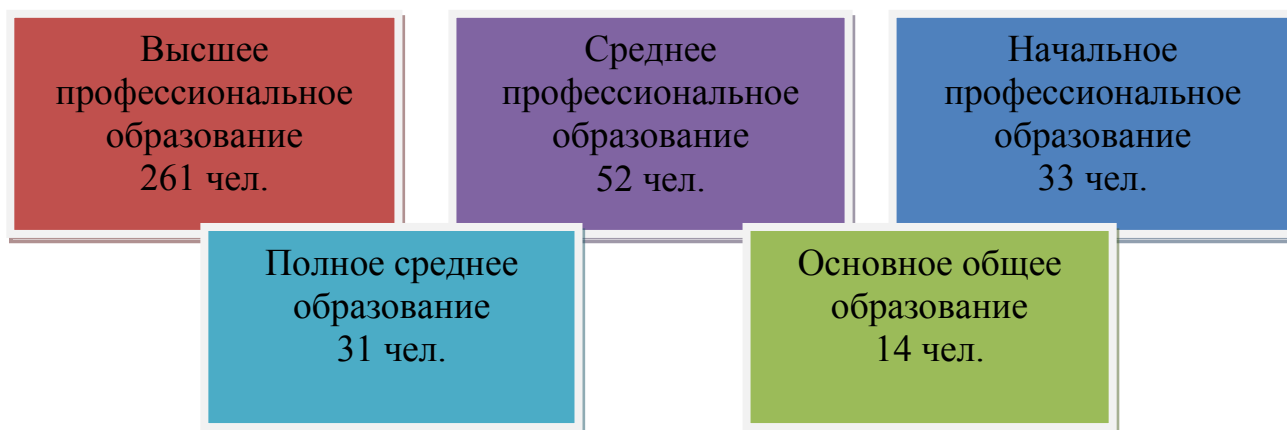 Высшее
профессиональное
образование
261 чел.
Среднее
профессиональное
образование
52 чел.
Начальное
профессиональное
образование
33 чел.
Полное среднее
образование
31 чел.
Основное общее
образование
14 чел.